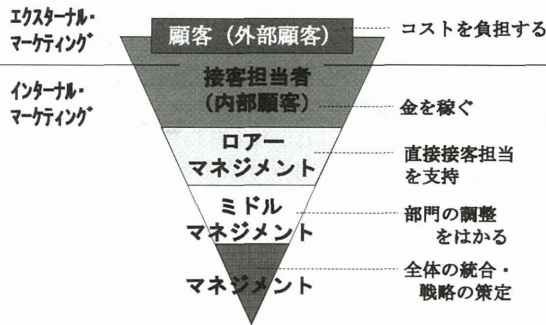 エクスターナル・
マーケティング
顧客（外部顧客）
コストを負担する
インターナル・
マーケティング
接客担当者
（内部顧客）
金を稼ぐ
ロアー
マネジメント
直接接客担当
を支持
ミドル
マネジメント
部門の調整
をはかる
マネジメント
全体の統合・
戦略の策定